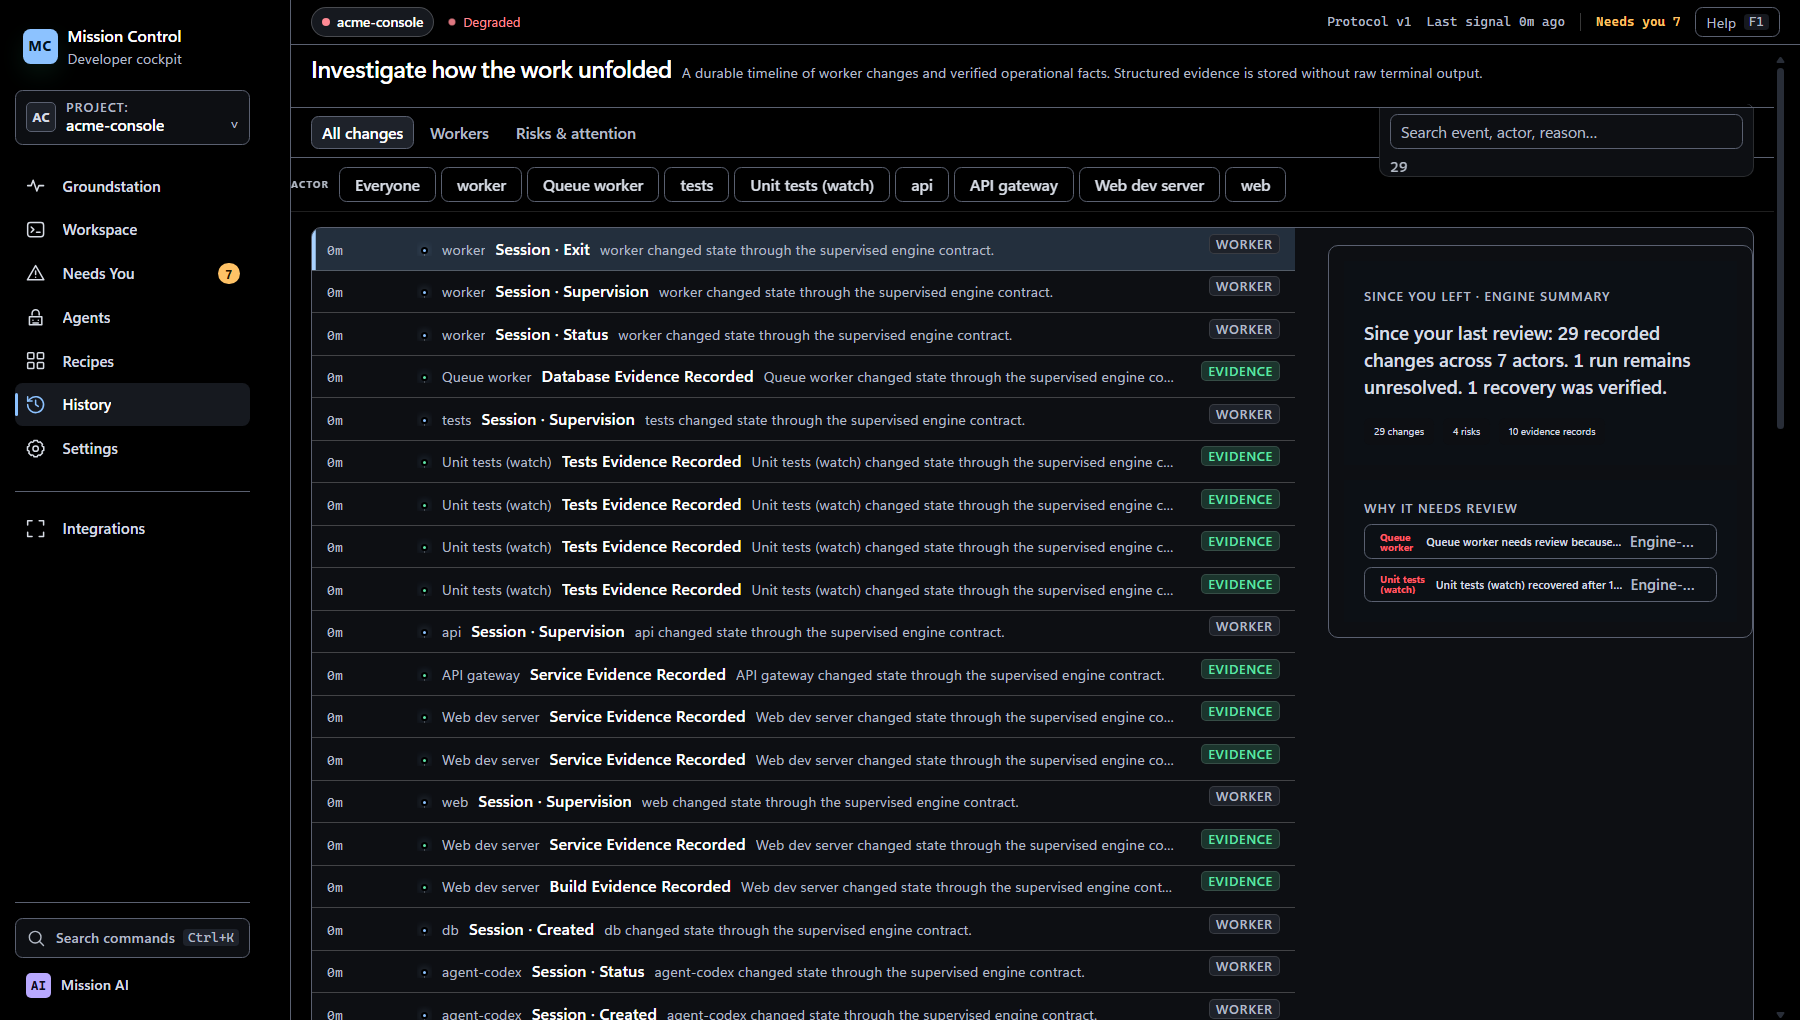 MC
Mission Control
Developer cockpit
AC
PROJECT:
acme-console
v
Groundstation
Workspace
Needs You
7
Agents
Recipes
History
Settings
Integrations
Search commands Ctrl+K
AI
Mission AI
acme-console
Degraded
Protocol v1 Last signal 0m ago
Needs you 7
Help F1
Investigate how the work unfolded
A durable timeline of worker changes and verified operational facts. Structured evidence is stored without raw terminal output.
All changes
Workers
Risks & attention
Search event, actor, reason...
29
ACTOR
Everyone
worker
Queue worker
tests
Unit tests (watch)
api
API gateway
Web dev server
web
0m worker Session · Exit worker changed state through the supervised engine contract. WORKER
0m worker Session · Supervision worker changed state through the supervised engine contract. WORKER
0m worker Session · Status worker changed state through the supervised engine contract. WORKER
0m Queue worker Database Evidence Recorded Queue worker changed state through the supervised engine co... EVIDENCE
0m tests Session · Supervision tests changed state through the supervised engine contract. WORKER
0m Unit tests (watch) Tests Evidence Recorded Unit tests (watch) changed state through the supervised engine c... EVIDENCE
0m Unit tests (watch) Tests Evidence Recorded Unit tests (watch) changed state through the supervised engine c... EVIDENCE
0m Unit tests (watch) Tests Evidence Recorded Unit tests (watch) changed state through the supervised engine c... EVIDENCE
0m Unit tests (watch) Tests Evidence Recorded Unit tests (watch) changed state through the supervised engine c... EVIDENCE
0m api Session · Supervision api changed state through the supervised engine contract. WORKER
0m API gateway Service Evidence Recorded API gateway changed state through the supervised engine contract. EVIDENCE
0m Web dev server Service Evidence Recorded Web dev server changed state through the supervised engine co... EVIDENCE
0m Web dev server Service Evidence Recorded Web dev server changed state through the supervised engine co... EVIDENCE
0m web Session · Supervision web changed state through the supervised engine contract. WORKER
0m Web dev server Service Evidence Recorded Web dev server changed state through the supervised engine co... EVIDENCE
0m Web dev server Build Evidence Recorded Web dev server changed state through the supervised engine cont... EVIDENCE
0m db Session · Created db changed state through the supervised engine contract. WORKER
0m agent-codex Session · Status agent-codex changed state through the supervised engine contract. WORKER
0m agent-codex Session · Created agent-codex changed state through the supervised engine contract. WORKER
SINCE YOU LEFT · ENGINE SUMMARY
Since your last review: 29 recorded
changes across 7 actors. 1 run remains
unresolved. 1 recovery was verified.
29 changes
4 risks
10 evidence records
WHY IT NEEDS REVIEW
Queue worker Queue worker needs review because... Engine-...
Unit tests (watch) Unit tests (watch) recovered after 1... Engine-...